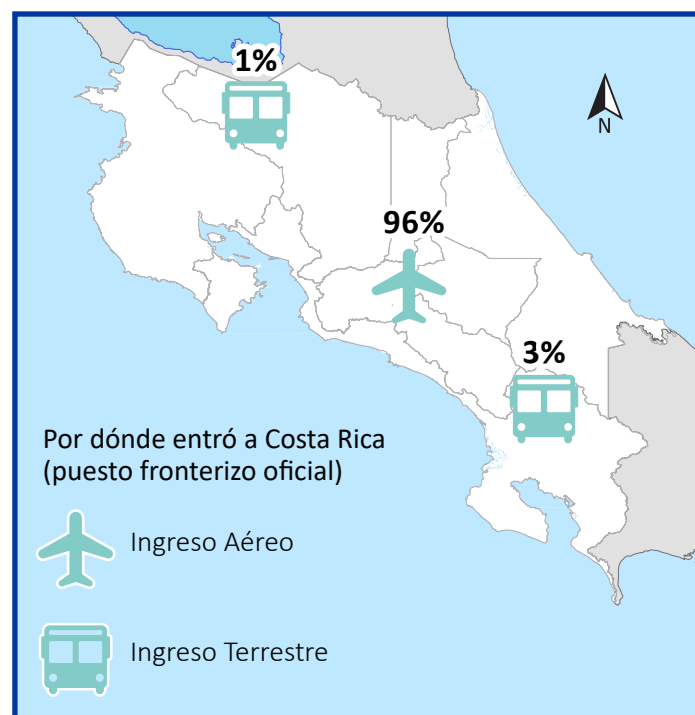 1%
N
96%
3%
Por dónde entró a Costa Rica
(puesto fronterizo oficial)
Ingreso Aéreo
Ingreso Terrestre